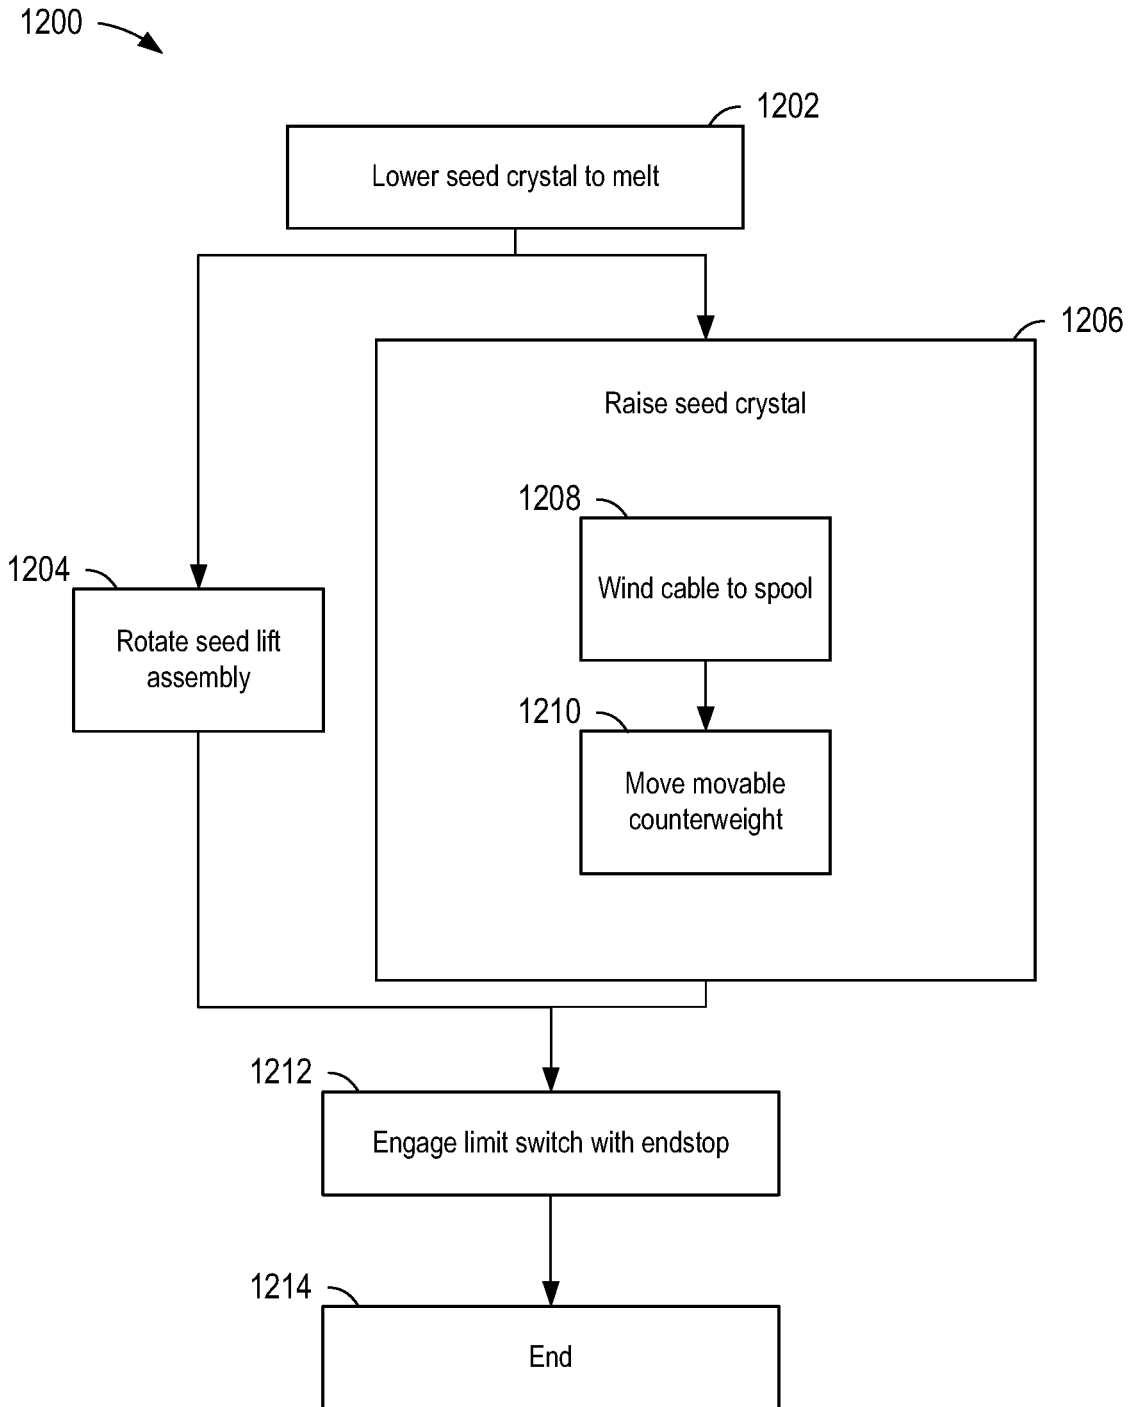 1200
1202
Lower seed crystal to melt
1206
Raise seed crystal
1208
Wind cable to spool
1204
Rotate seed lift
assembly
1210
Move movable
counterweight
1212
Engage limit switch with endstop
1214
End